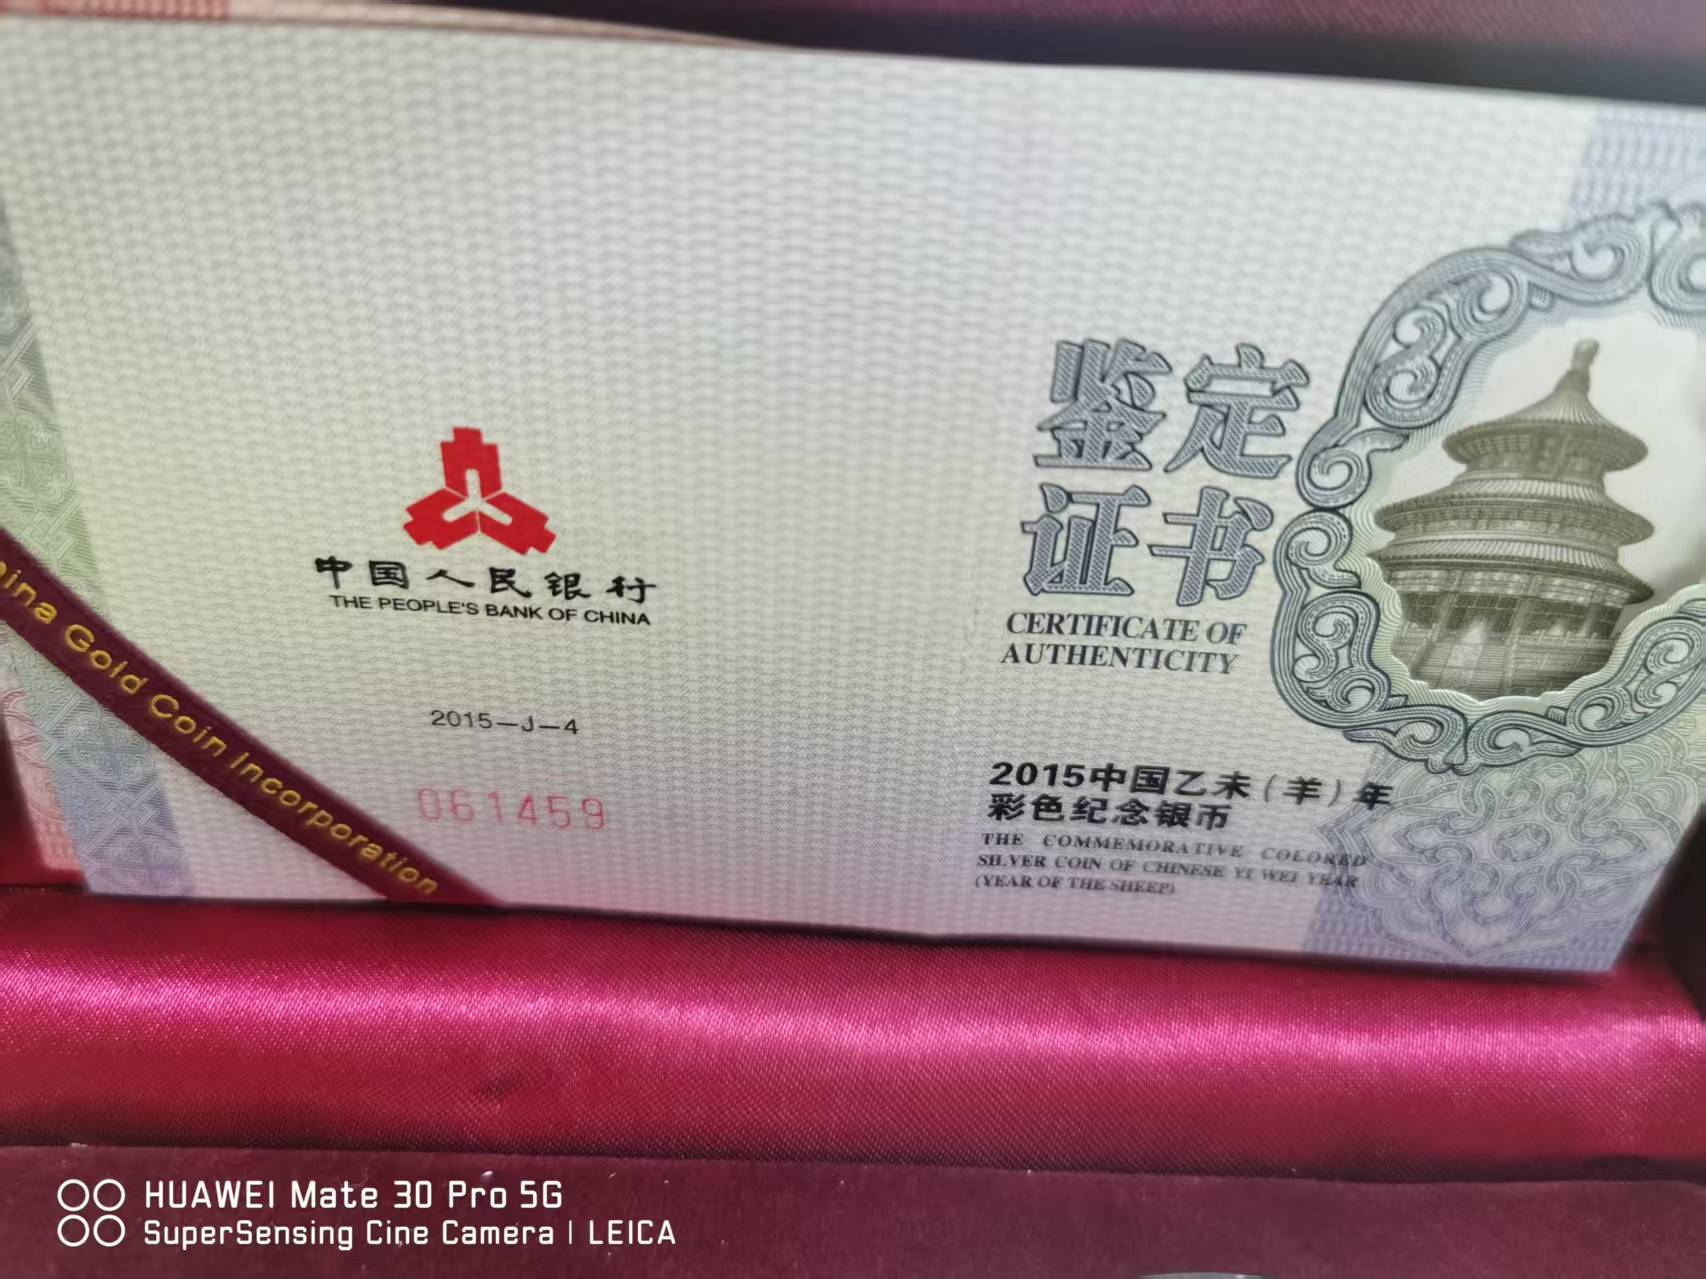 中国人民银行
THE PEOPLE'S BANK OF CHINA
2015—J—4
061459
China Gold Coin Incorporation
鉴定
证书
CERTIFICATE OF
AUTHENTICITY
2015中国乙未(羊)年
彩色纪念银币
THE COMMEMORATIVE COLORED
SILVER COIN OF CHINESE YI WEI YEAR
(YEAR OF THE SHEEP)
HUAWEI Mate 30 Pro 5G
SuperSensing Cine Camera | LEICA